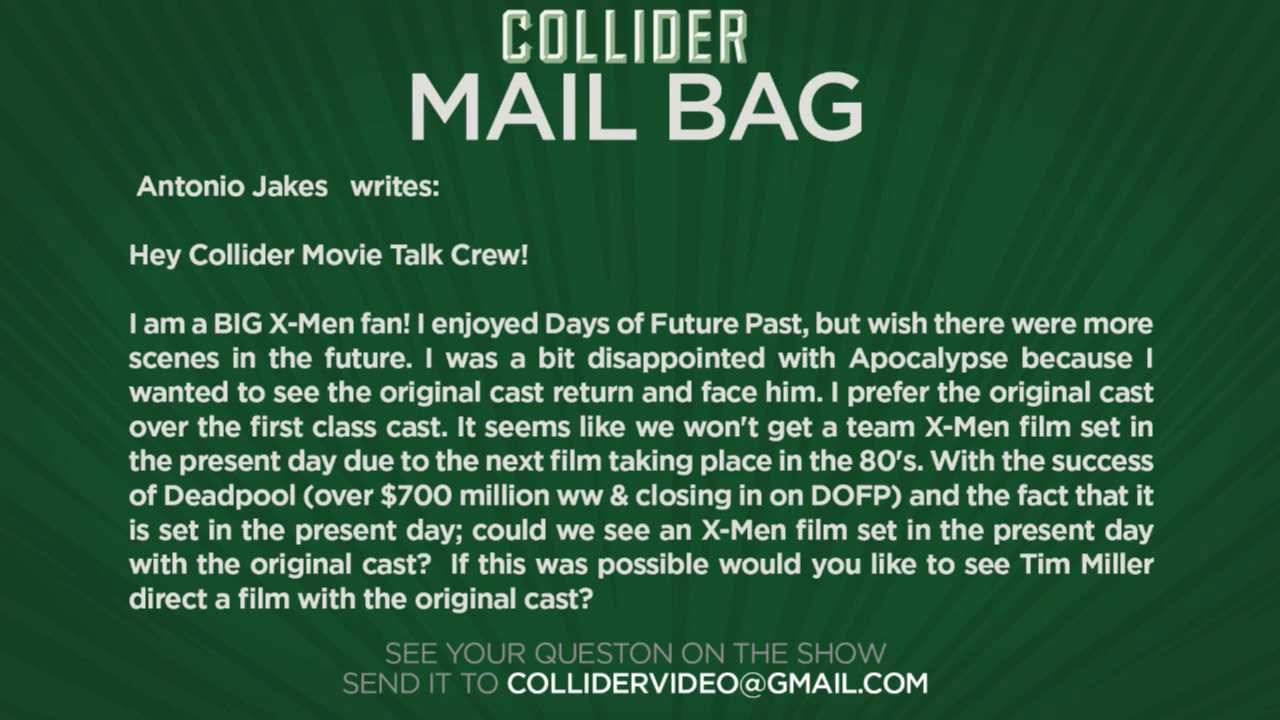 COLLIDER
MAIL BAG
Antonio Jakes writes:
Hey Collider Movie Talk Crew!
I am a BIG X-Men fan! I enjoyed Days of Future Past, but wish there were more
scenes in the future. I was a bit disappointed with Apocalypse because I
wanted to see the original cast return and face him. I prefer the original cast
over the first class cast. It seems like we won't get a team X-Men film set in
the present day due to the next film taking place in the 80's. With the success
of Deadpool (over $700 million ww & closing in on DOFP) and the fact that it
is set in the present day; could we see an X-Men film set in the present day
with the original cast? If this was possible would you like to see Tim Miller
direct a film with the original cast?
SEE YOUR QUESTON ON THE SHOW
SEND IT TO COLLIDERVIDEO@GMAIL.COM